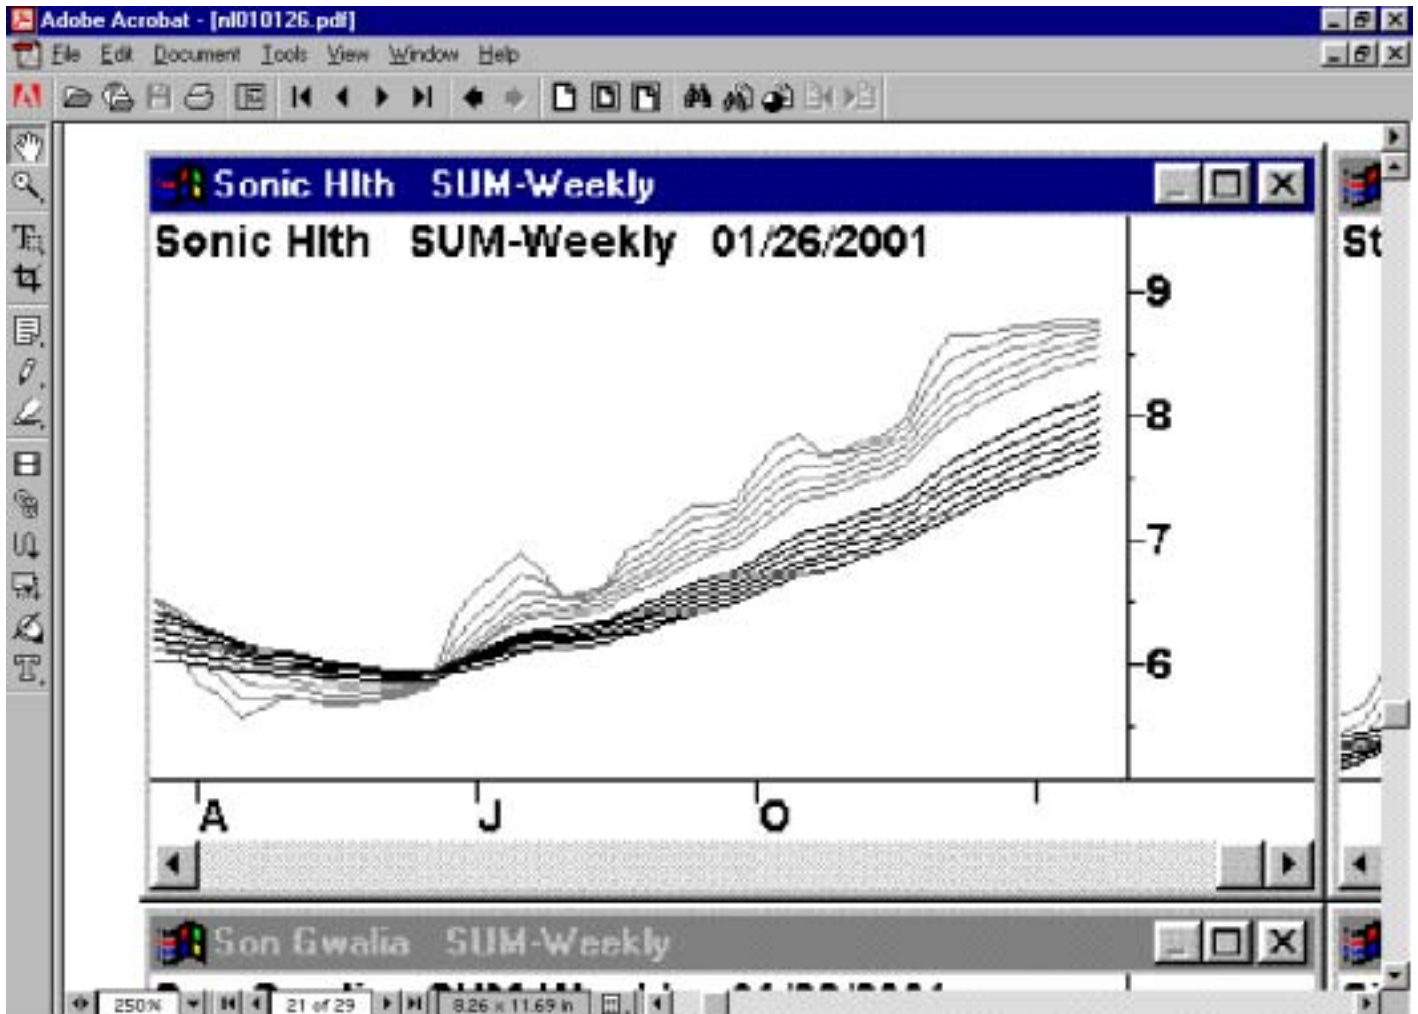 Adobe Acrobat - [nl010126.pdf]
File Edit Document Tools View Window Help
Sonic Hlth SUM-Weekly
Sonic Hlth SUM-Weekly 01/26/2001
St
9
8
7
6
A J O
Son Gwalia SUM-Weekly
250% 21 of 29 8.26 x 11.69 in